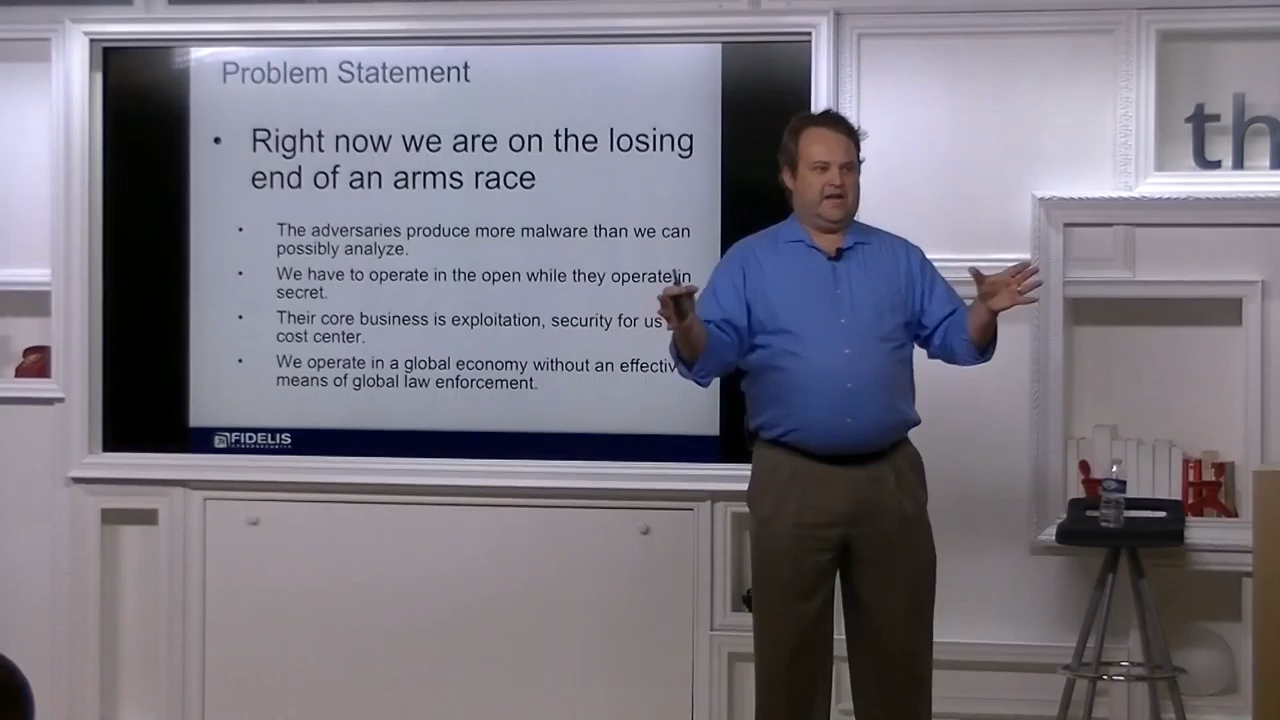 Problem Statement
• Right now we are on the losing
end of an arms race
• The adversaries produce more malware than we can
possibly analyze.
• We have to operate in the open while they operate in
secret.
• Their core business is exploitation, security for us
cost center.
• We operate in a global economy without an effectiv
means of global law enforcement.
FIDELIS
CYBERSECURITY
th